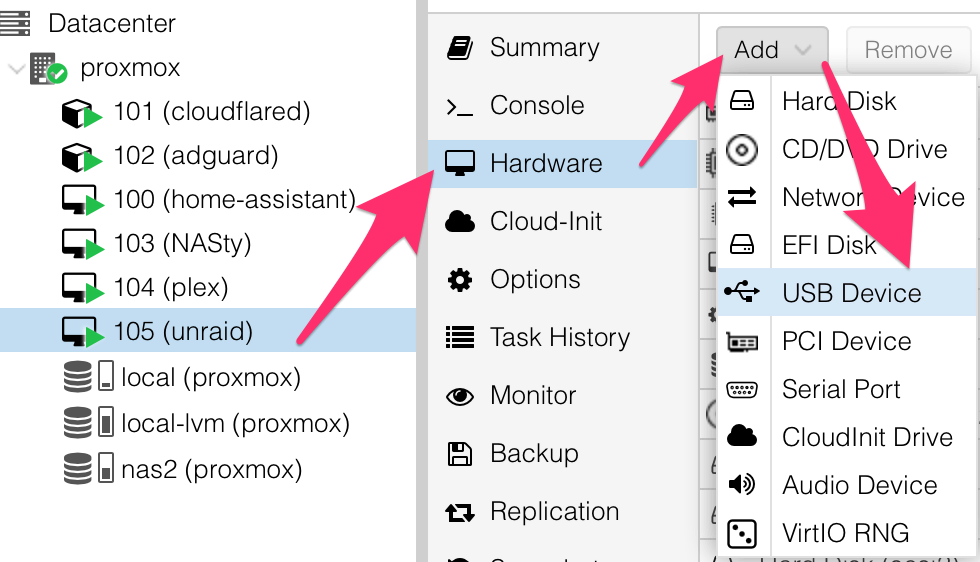 Datacenter
proxmox
101 (cloudflared)
102 (adguard)
100 (home-assistant)
103 (NASty)
104 (plex)
105 (unraid)
local (proxmox)
local-lvm (proxmox)
nas2 (proxmox)
Summary
Console
Hardware
Cloud-Init
Options
Task History
Monitor
Backup
Replication
Add
Remove
Hard Disk
CD/DVD Drive
Network Device
EFI Disk
USB Device
PCI Device
Serial Port
CloudInit Drive
Audio Device
VirtIO RNG